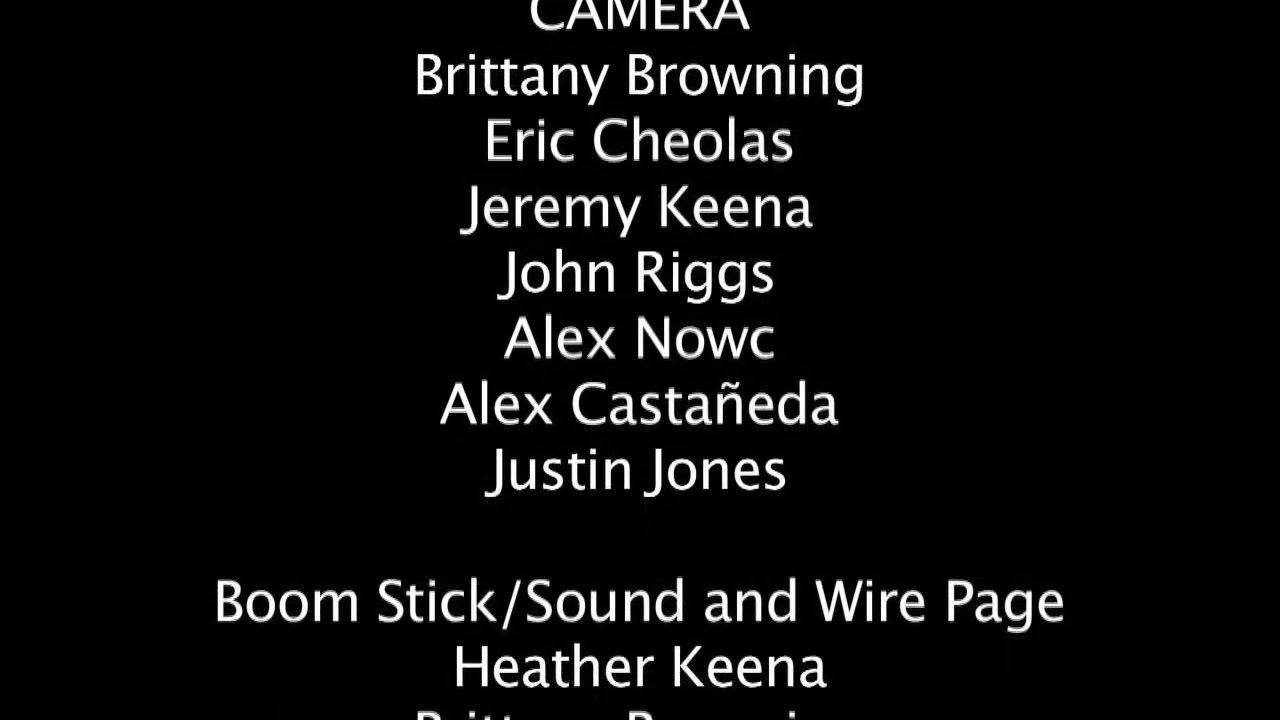 CAMERA
Brittany Browning
Eric Cheolas
Jeremy Keena
John Riggs
Alex Nowc
Alex Castañeda
Justin Jones
Boom Stick/Sound and Wire Page
Heather Keena